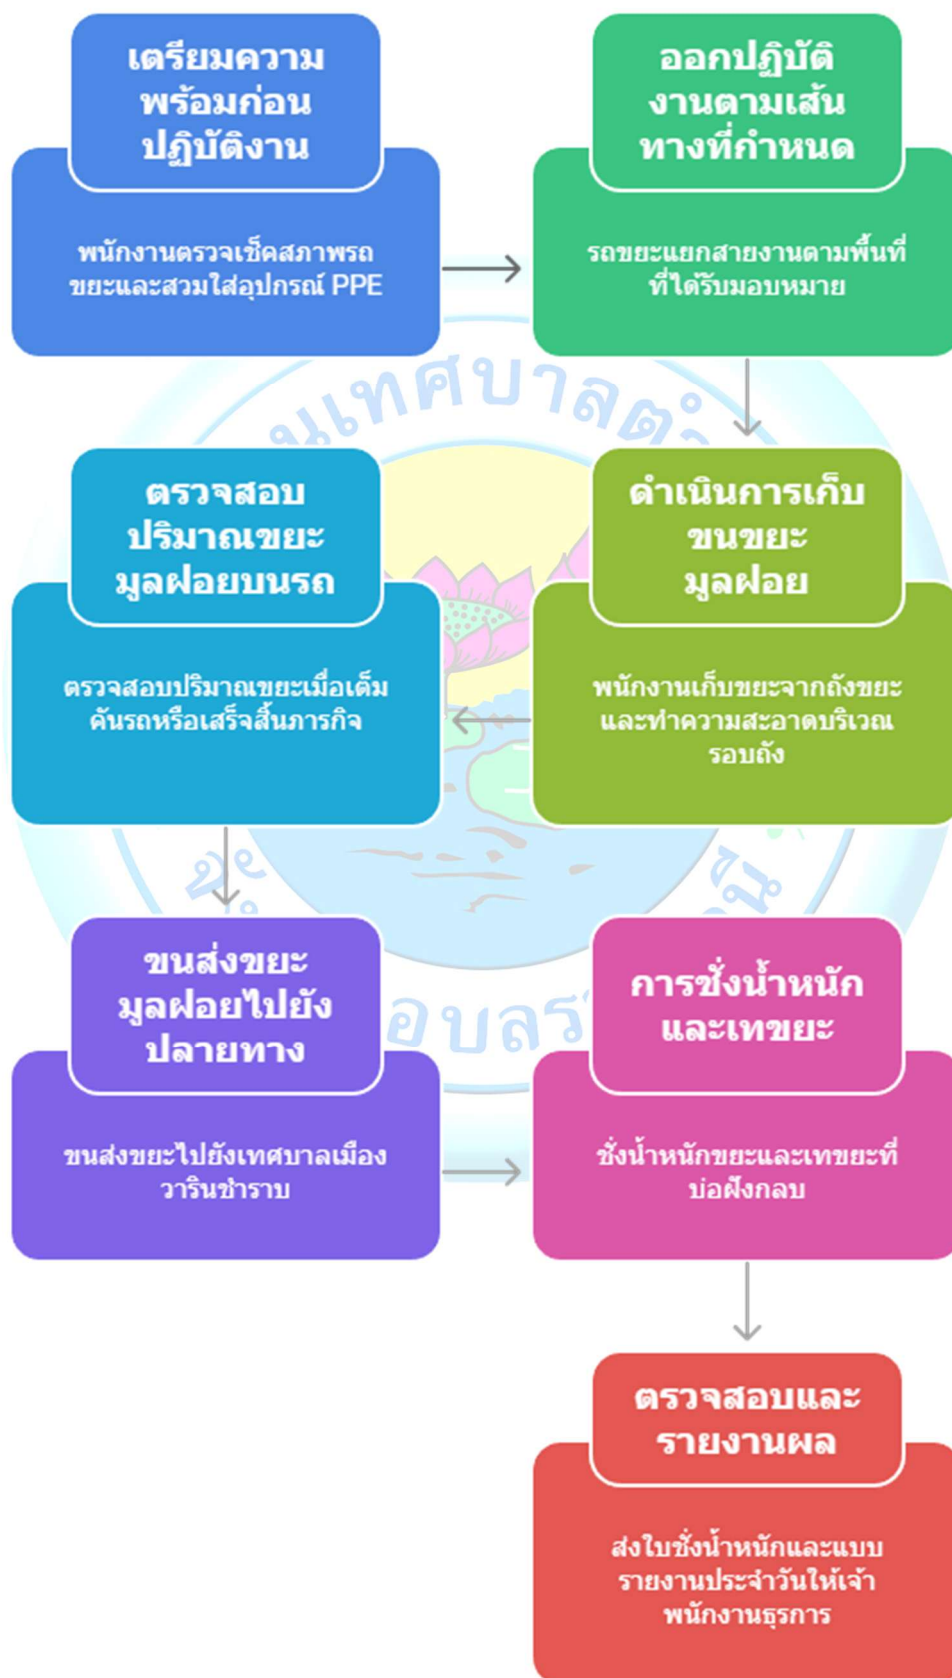 เตรียมความ
พร้อมก่อน
ปฏิบัติงาน
พนักงานตรวจเช็คสภาพรถ
ขยะและสวมใส่อุปกรณ์ PPE
ออกปฏิบัติ
งานตามเส้น
ทางที่กำหนด
รถขยะแยกสายงานตามพื้นที่
ที่ได้รับมอบหมาย
ดำเนินการเก็บ
ขนขยะ
มูลฝอย
พนักงานเก็บขยะจากถังขยะ
และทำความสะอาดบริเวณ
รอบถัง
ตรวจสอบ
ปริมาณขยะ
มูลฝอยบนรถ
ตรวจสอบปริมาณขยะเมื่อเต็ม
คันรถหรือเสร็จสิ้นภารกิจ
ขนส่งขยะ
มูลฝอยไปยัง
ปลายทาง
ขนส่งขยะไปยังเทศบาลเมือง
วารินชำราบ
การชั่งน้ำหนัก
และเทขยะ
ชั่งน้ำหนักขยะและเทขยะที่
บ่อฝังกลบ
ตรวจสอบและ
รายงานผล
ส่งใบชั่งน้ำหนักและแบบ
รายงานประจำวันให้เจ้า
พนักงานธุรการ